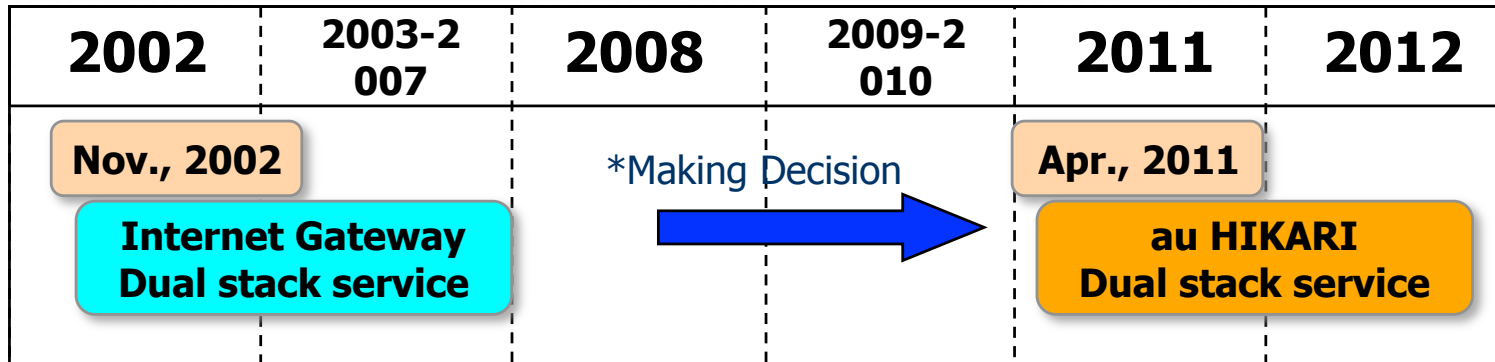 2002
2003-2
007
2008
2009-2
010
2011
2012
Nov., 2002
*Making Decision
Apr., 2011
Internet Gateway
Dual stack service
au HIKARI
Dual stack service